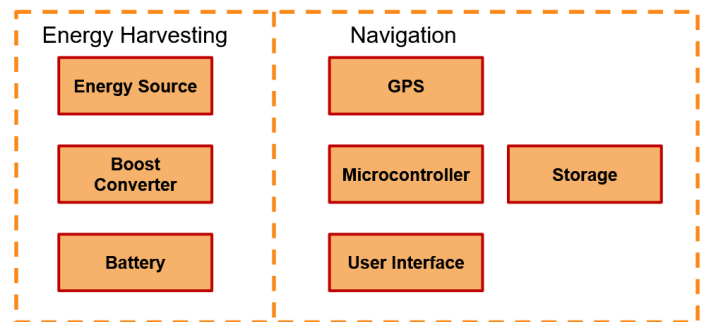 Energy Harvesting
Energy Source
Boost
Converter
Battery
Navigation
GPS
Microcontroller
Storage
User Interface